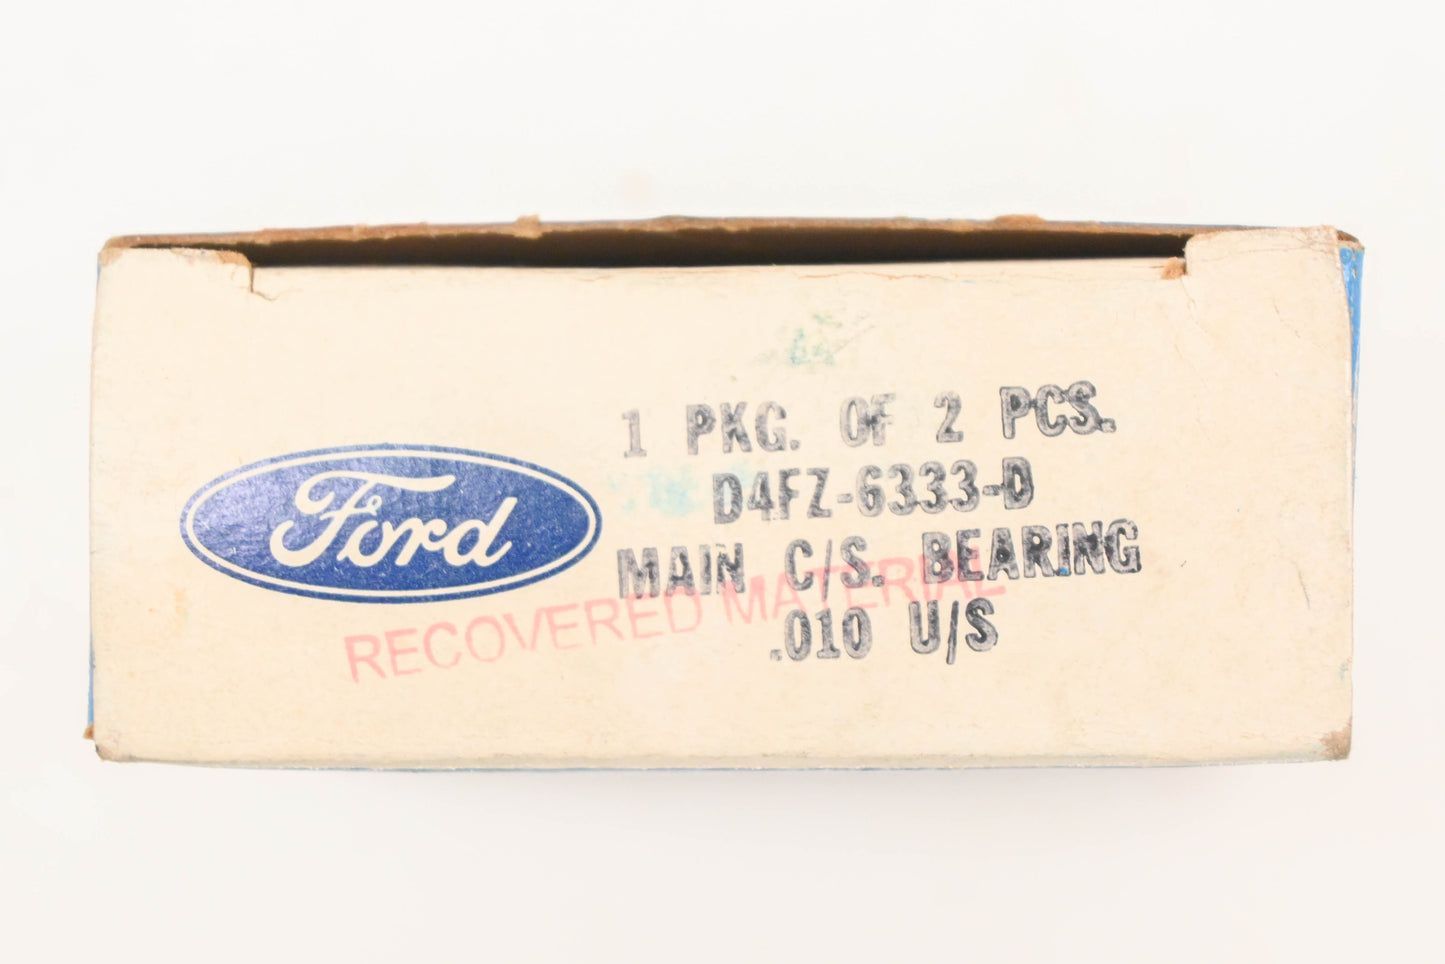 Ford
1 PKG. OF 2 PCS.
D4FZ-6333-D
MAIN C/S. BEARING
.010 U/S
RECOVERED MATERIAL